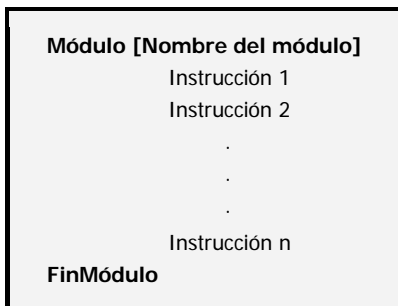 Módulo [Nombre del módulo]
Instrucción 1
Instrucción 2
.
.
.
Instrucción n
FinMódulo